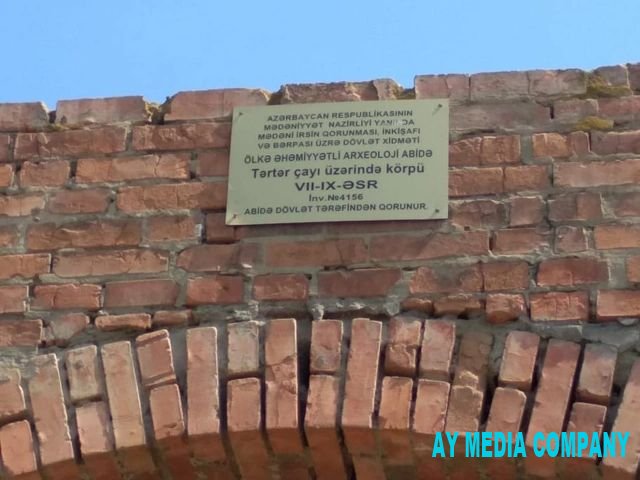 AZƏRBAYCAN RESPUBLİKASININ
MƏDƏNİYYƏT NAZİRLİYİ YANINDA
MƏDƏNİ İRSİN QORUNMASI, İNKİŞAFI
VƏ BƏRPASI ÜZRƏ DÖVLƏT XİDMƏTİ
ÖLKƏ ƏHƏMİYYƏTLİ ARXEOLOJİ ABİDƏ
Tərtər çayı üzərində körpü
VII-IX-ƏSR
İnv.№4156
ABİDƏ DÖVLƏT TƏRƏFİNDƏN QORUNUR.
AY MEDIA COMPANY